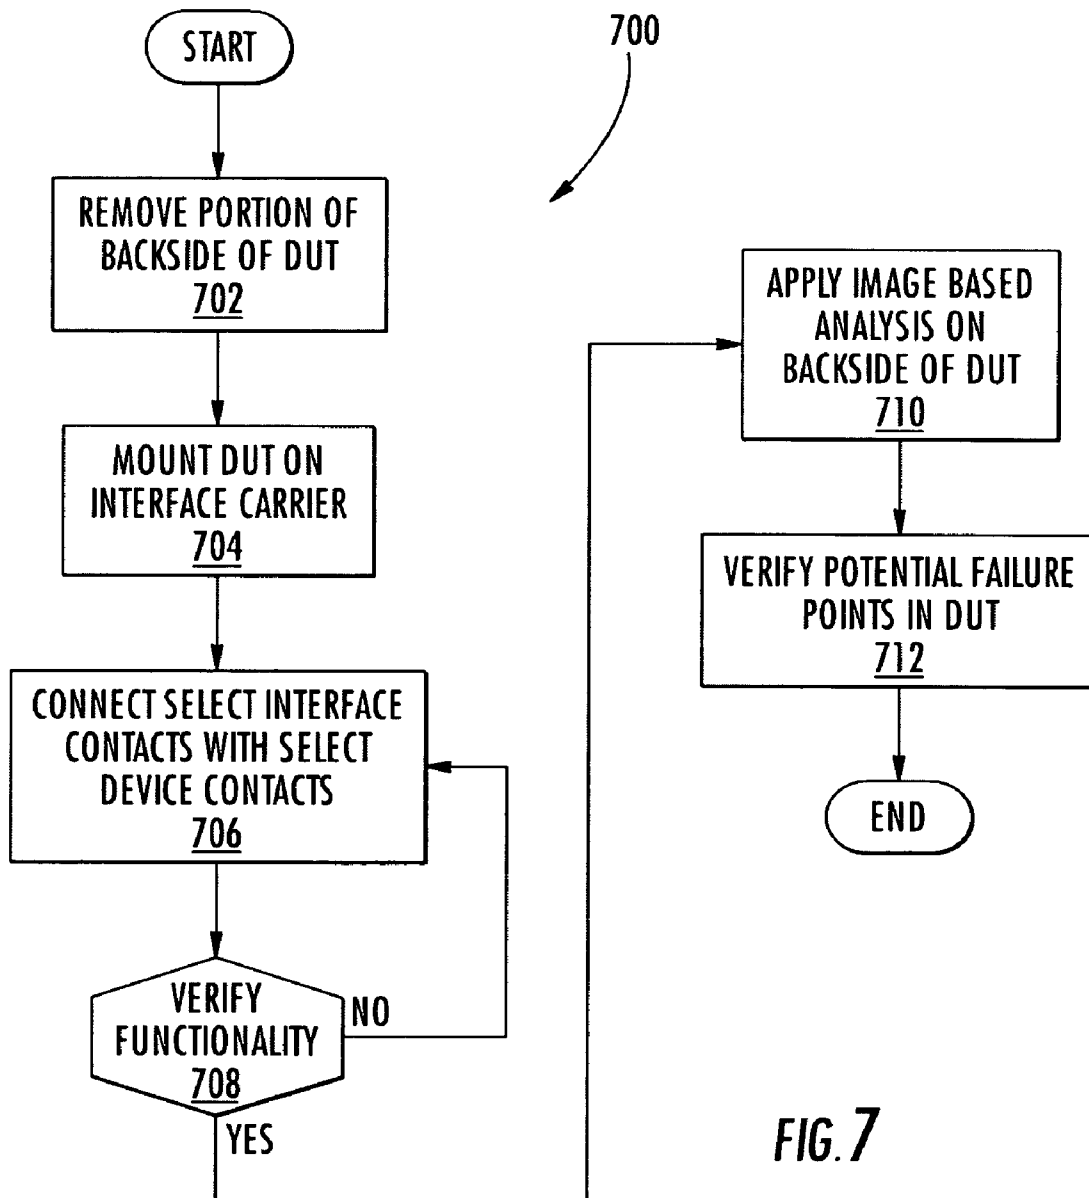 START
700
REMOVE PORTION OF
BACKSIDE OF DUT
702
MOUNT DUT ON
INTERFACE CARRIER
704
CONNECT SELECT INTERFACE
CONTACTS WITH SELECT
DEVICE CONTACTS
706
VERIFY
FUNCTIONALITY
708
NO
YES
APPLY IMAGE BASED
ANALYSIS ON
BACKSIDE OF DUT
710
VERIFY POTENTIAL FAILURE
POINTS IN DUT
712
END
FIG. 7